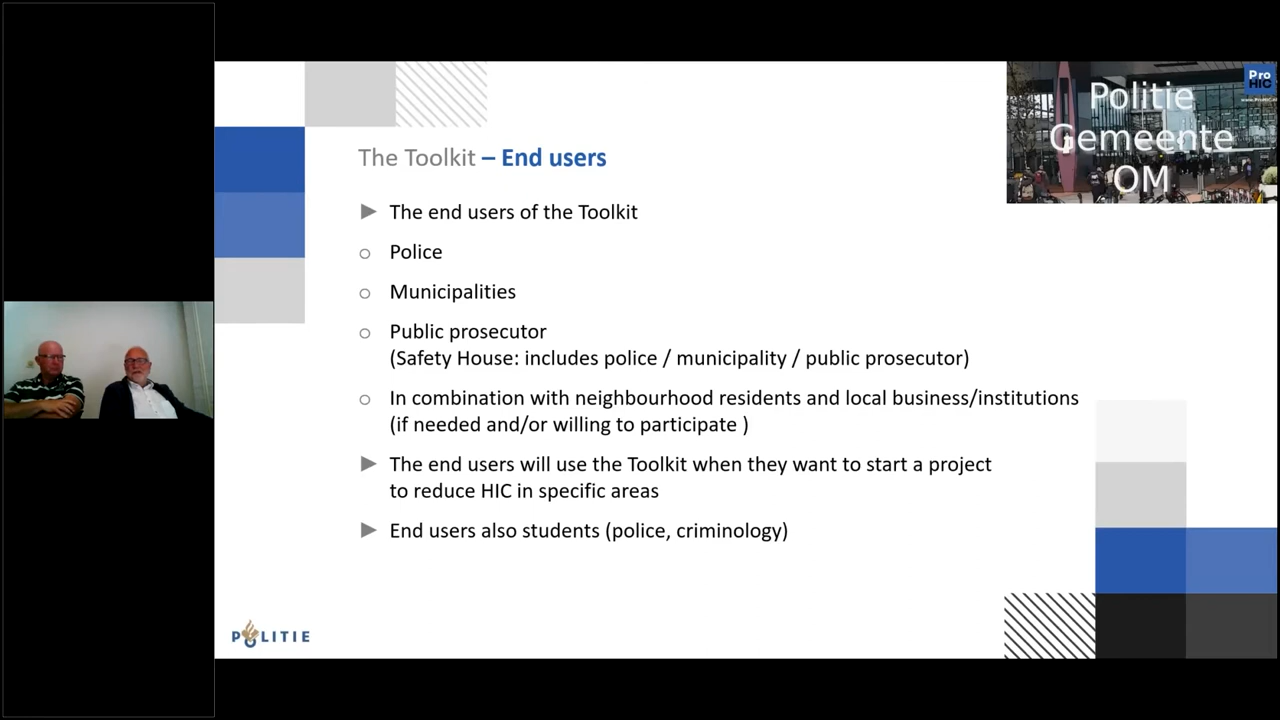 Pro
HIC
Politie
Gemeente
OM
The Toolkit – End users
The end users of the Toolkit
Police
Municipalities
Public prosecutor
(Safety House: includes police / municipality / public prosecutor)
In combination with neighbourhood residents and local business/institutions
(if needed and/or willing to participate )
The end users will use the Toolkit when they want to start a project
to reduce HIC in specific areas
End users also students (police, criminology)
POLITIE